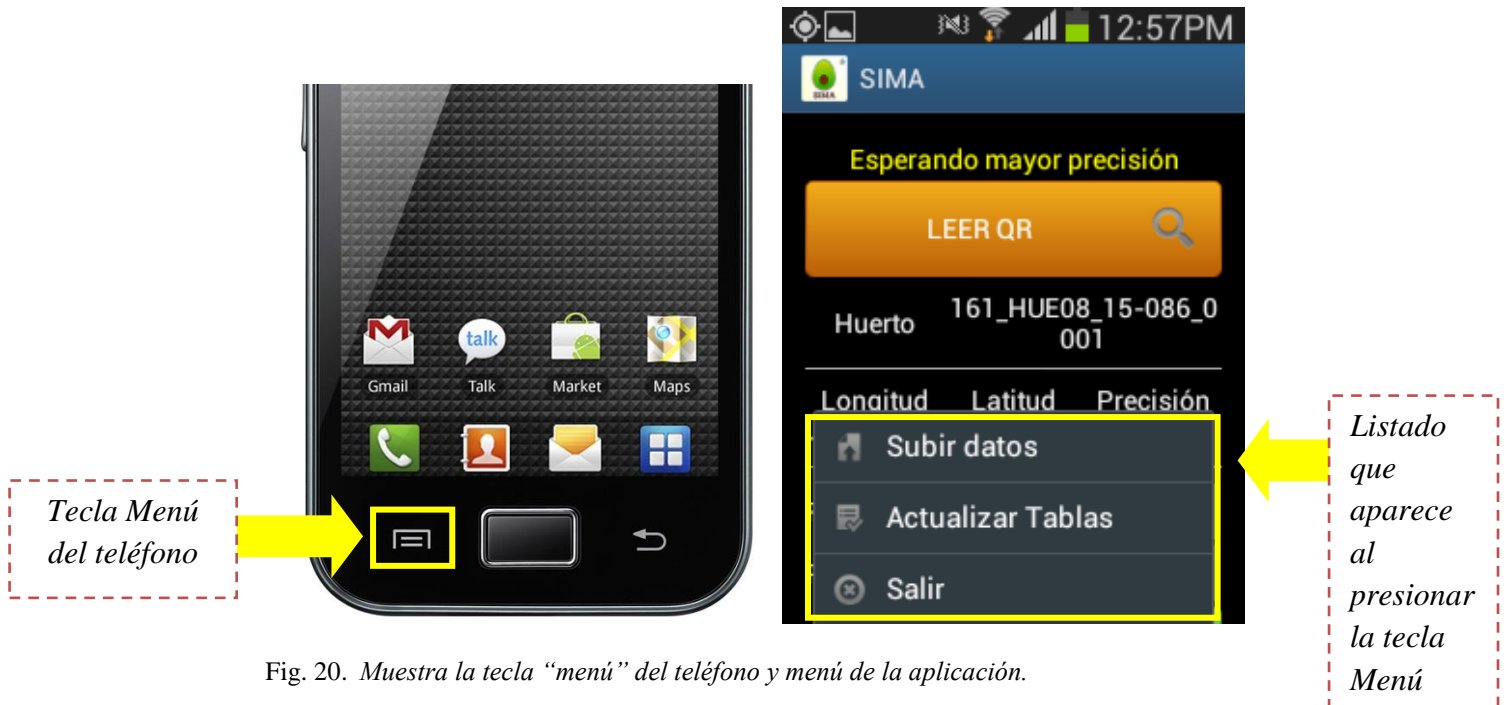 Gmail
Talk
Market
Maps
talk
Tecla Menú
del teléfono
12:57PM
SIMA
SIMA
Esperando mayor precisión
LEER QR
Huerto
161_HUE08_15-086_0
001
Longitud Latitud Precisión
Subir datos
Actualizar Tablas
Salir
Listado
que
aparece
al
presionar
la tecla
Menú
Fig. 20. Muestra la tecla “menú” del teléfono y menú de la aplicación.